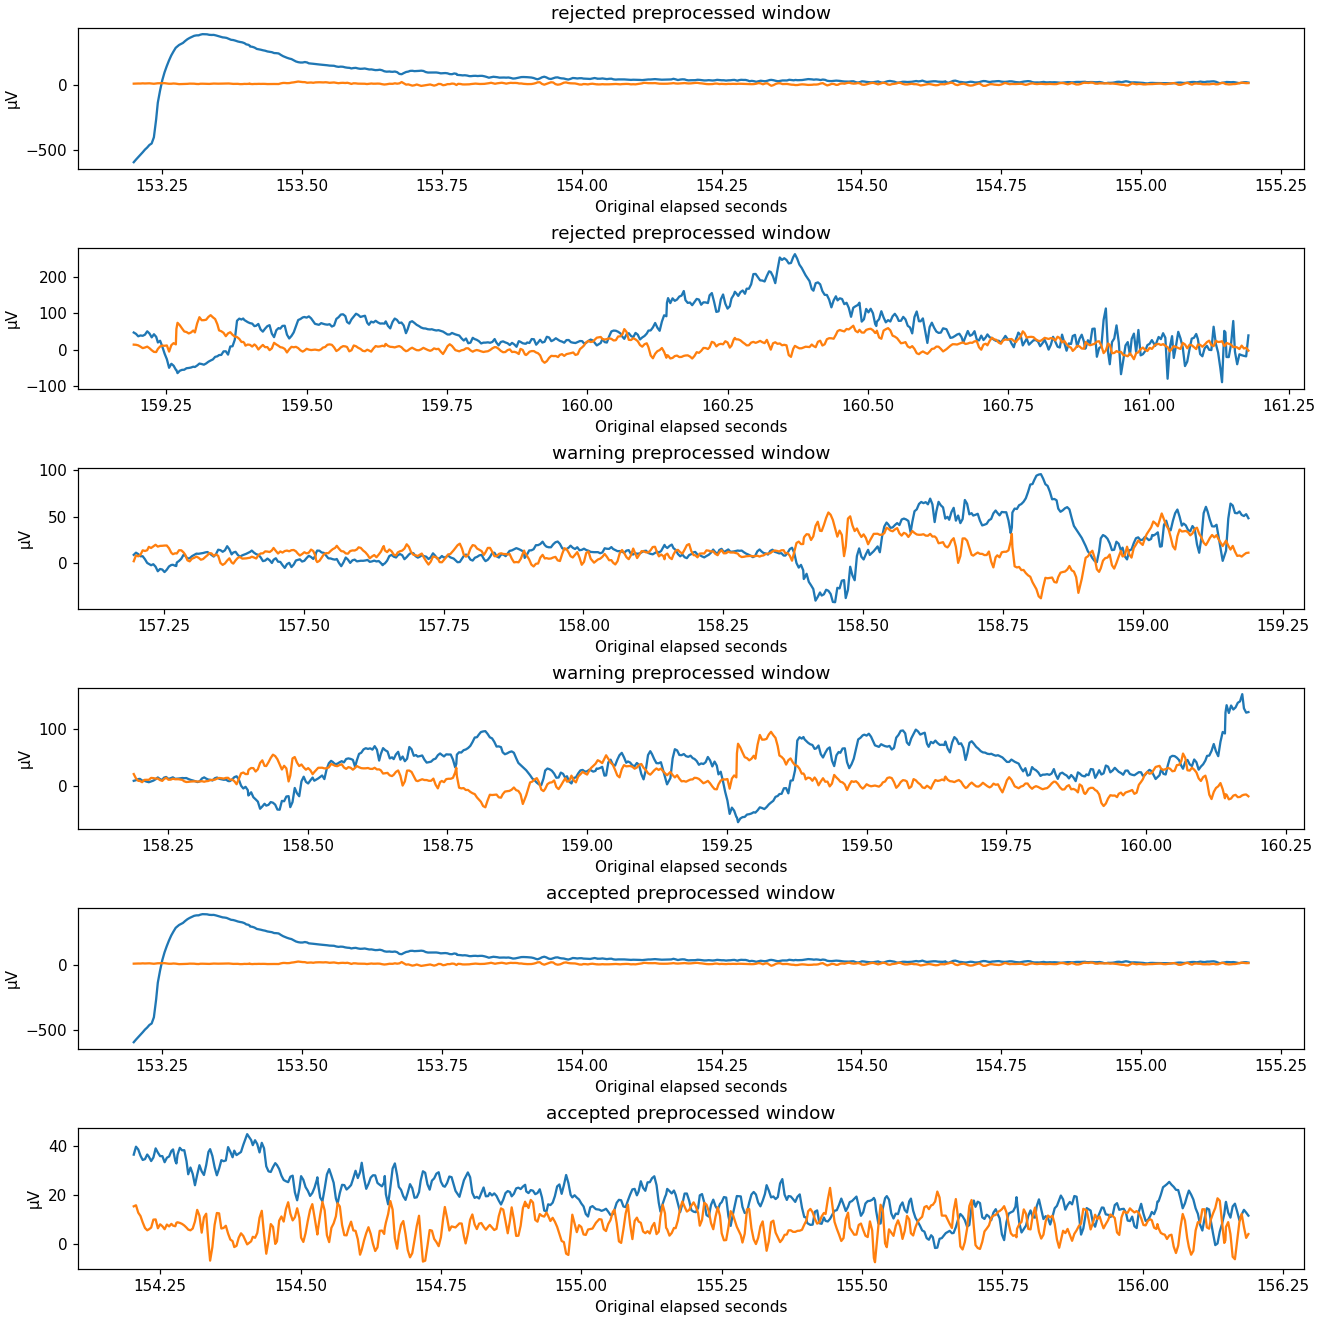 rejected preprocessed window
µV
0
−500
153.25 153.50 153.75 154.00 154.25 154.50 154.75 155.00 155.25
Original elapsed seconds
rejected preprocessed window
µV
200
100
0
−100
159.25 159.50 159.75 160.00 160.25 160.50 160.75 161.00 161.25
Original elapsed seconds
warning preprocessed window
µV
100
50
0
157.25 157.50 157.75 158.00 158.25 158.50 158.75 159.00 159.25
Original elapsed seconds
warning preprocessed window
µV
100
0
158.25 158.50 158.75 159.00 159.25 159.50 159.75 160.00 160.25
Original elapsed seconds
accepted preprocessed window
µV
0
−500
153.25 153.50 153.75 154.00 154.25 154.50 154.75 155.00 155.25
Original elapsed seconds
accepted preprocessed window
µV
40
20
0
154.25 154.50 154.75 155.00 155.25 155.50 155.75 156.00 156.25
Original elapsed seconds